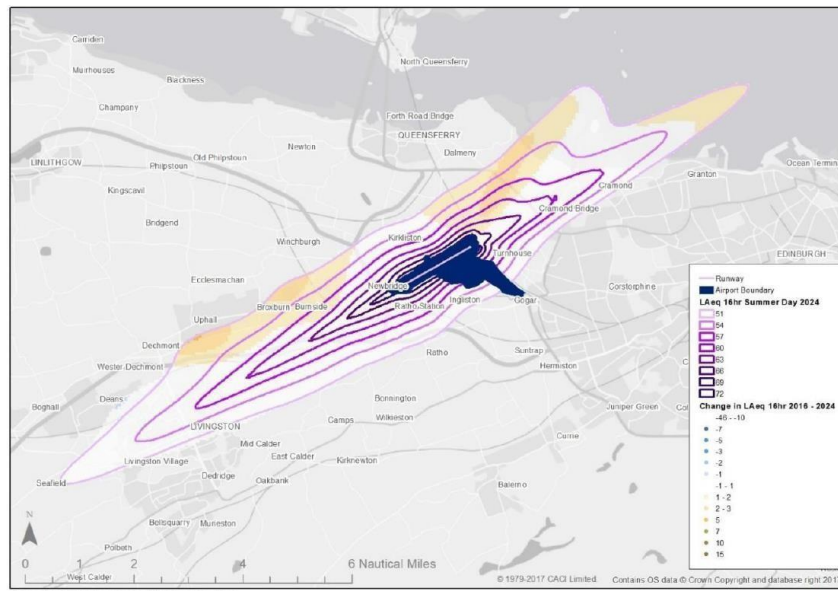 Camiden
Muirhouses
Blackness
North Queensferry
Champany
Forth Road Bridge
QUEENSFERRY
Newton
Dalmeny
LINLITHGOW
Old Philpstoun
Philpstoun
Granton
Ocean Termin
Kingscavil
Cramond
Bridgend
Cramond Bridge
Winchburgh
Kirkliston
Turnhouse
EDINBURGH
Ecclesmachan
Newbridge
Corstorphine
Broxburn
Burnside
Ratho Station
Ingliston
Gogar
Uphall
Dechmont
Ratho
Suntrap
Wester Dechmont
Hermiston
Boghall
Deans
Bonnington
Juniper Green
LIVINGSTON
Camps
Wilkieston
Mid Calder
Currie
Livingston Village
East Calder
Kirknewton
Seafield
Dedridge
Oakbank
Balerno
Bellsquarry
Murieston
Polbeth
West Calder
N
0 2 4 6 Nautical Miles
Runway
Airport Boundary
LAeq 16hr Summer Day 2024
51
54
57
60
63
66
69
72
Change in LAeq 16hr 2016 - 2024
-46 - -10
-7
-5
-3
-2
-1
-1 - 1
1 - 2
2 - 3
5
7
10
15
© 1979-2017 CACI Limited. Contains OS data © Crown Copyright and database right 2017